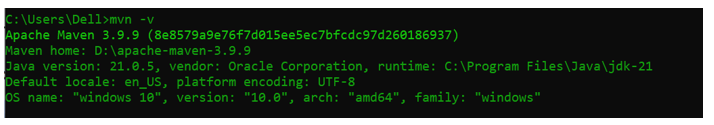 C:\Users\Dell>mvn -v
Apache Maven 3.9.9 (8e8579a9e76f7d015ee5ec7bfcdc97d260186937)
Maven home: D:\apache-maven-3.9.9
Java version: 21.0.5, vendor: Oracle Corporation, runtime: C:\Program Files\Java\jdk-21
Default locale: en_US, platform encoding: UTF-8
OS name: "windows 10", version: "10.0", arch: "amd64", family: "windows"